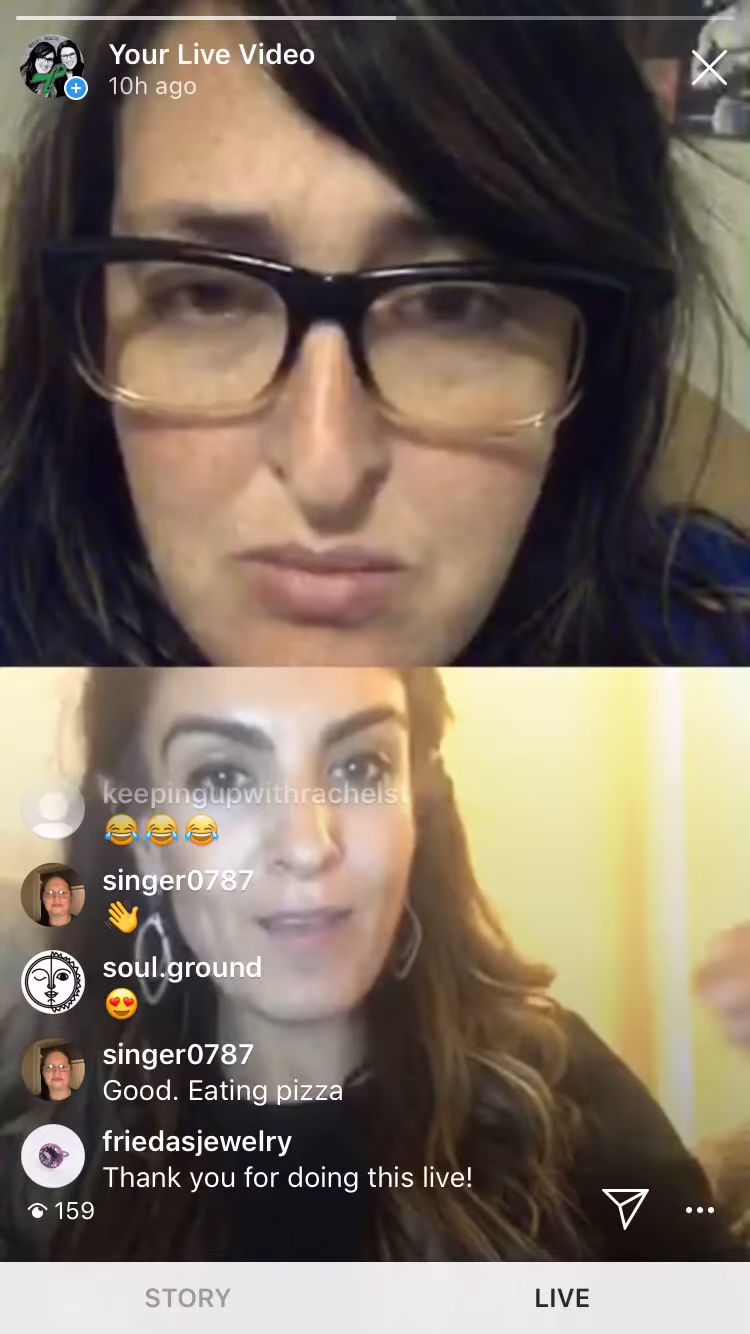 Your Live Video
10h ago
keepingupwithrachels
😂😂😂
singer0787
👋
soul.ground
😍
singer0787
Good. Eating pizza
friedasjewelry
Thank you for doing this live!
159
STORY
LIVE